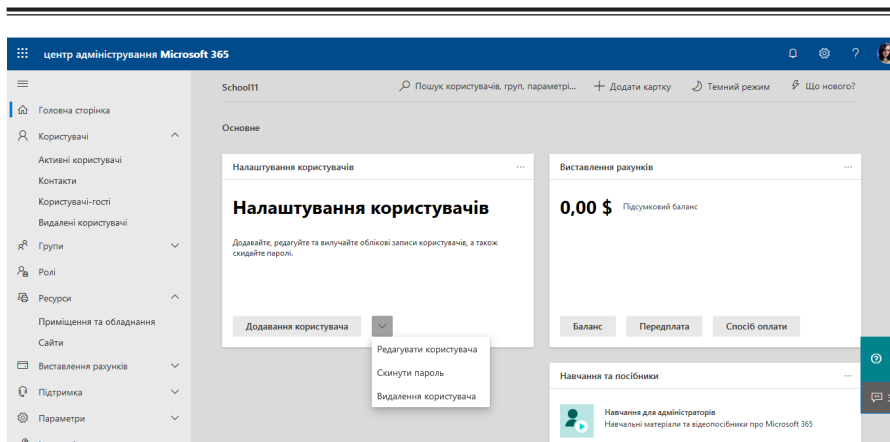 центр адміністрування Microsoft 365
?
School11
Пошук користувачів, груп, параметрі...
Додати картку
Темний режим
Що нового?
Головна сторінка
Користувачі
Активні користувачі
Контакти
Користувачі-гості
Видалені користувачі
Групи
Ролі
Ресурси
Приміщення та обладнання
Сайти
Виставлення рахунків
Підтримка
Параметри
Основне
Налаштування користувачів
...
Налаштування користувачів
Додавайте, редагуйте та вилучайте облікові записи користувачів, а також
скидайте паролі.
Додавання користувача
Редагувати користувача
Скинути пароль
Видалення користувача
Виставлення рахунків
...
0,00 $ Підсумковий баланс
Баланс
Передплата
Спосіб оплати
Навчання та посібники
...
Навчання для адміністраторів
Навчальні матеріали та відеопосібники про Microsoft 365